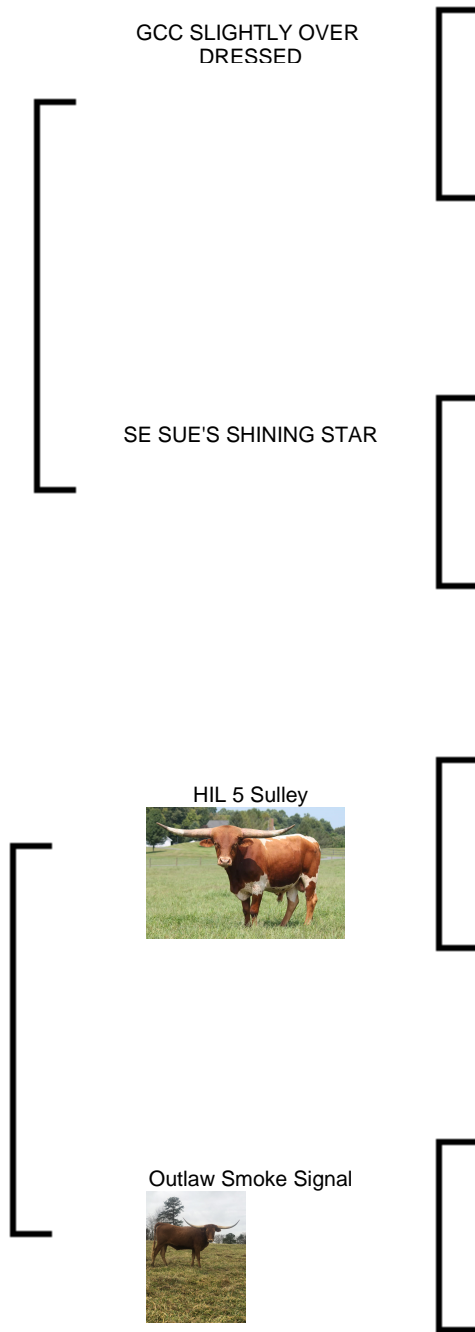 GCC SLIGHTLY OVER
DRESSED
SE SUE'S SHINING STAR
HIL 5 Sulley
Outlaw Smoke Signal